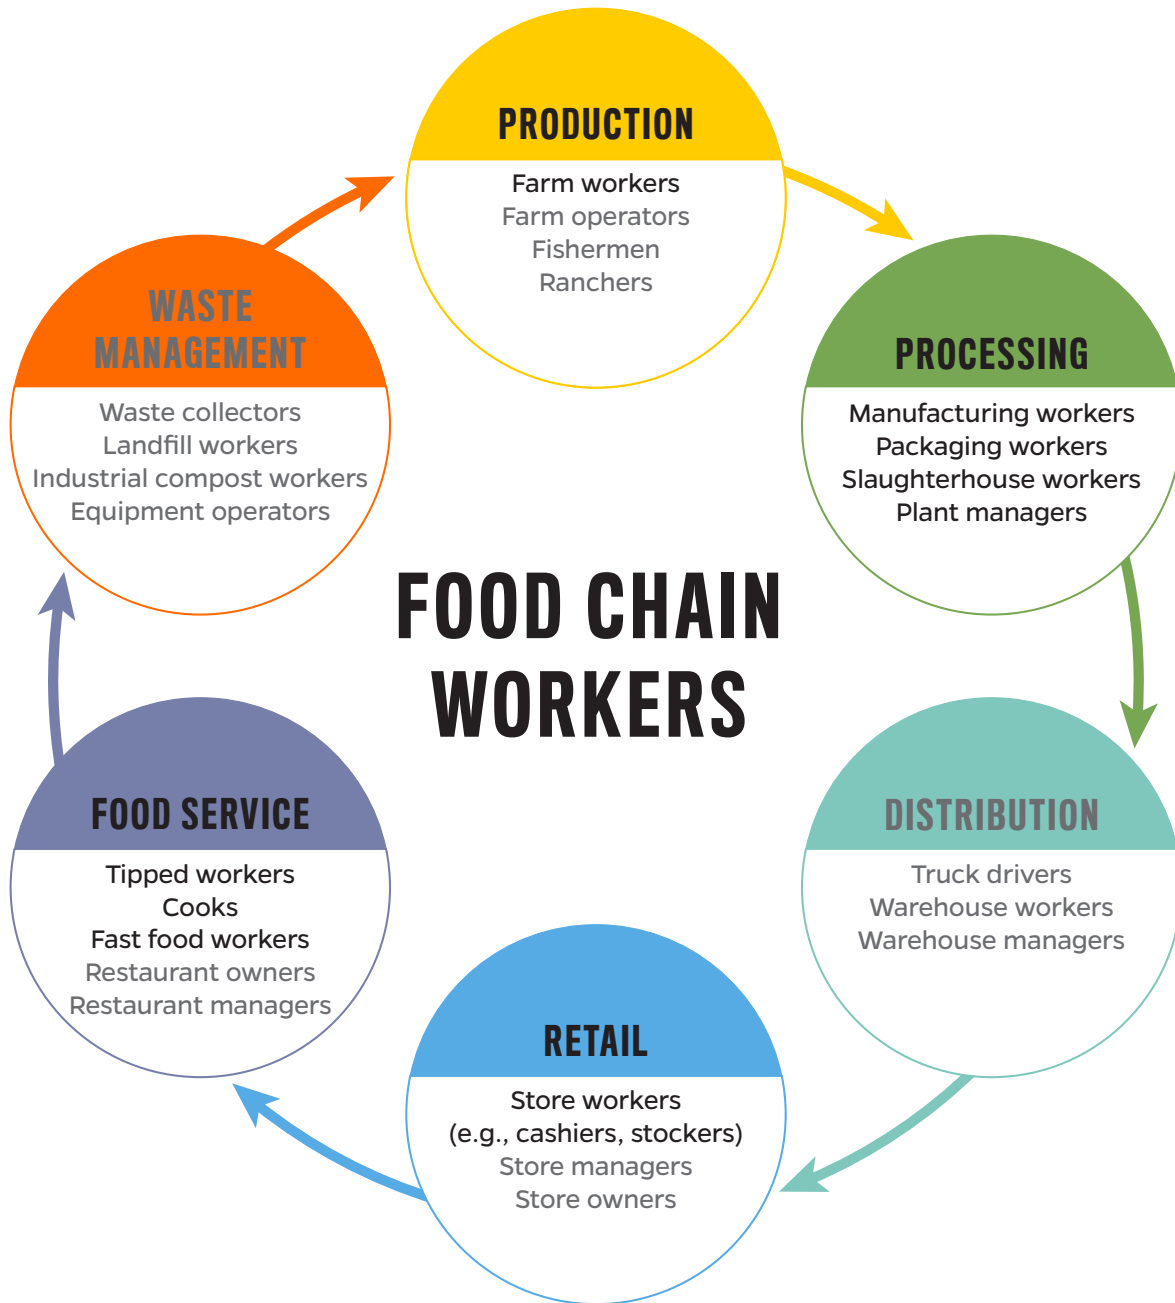 PRODUCTION
Farm workers
Farm operators
Fishermen
Ranchers
PROCESSING
Manufacturing workers
Packaging workers
Slaughterhouse workers
Plant managers
DISTRIBUTION
Truck drivers
Warehouse workers
Warehouse managers
RETAIL
Store workers
(e.g., cashiers, stockers)
Store managers
Store owners
FOOD SERVICE
Tipped workers
Cooks
Fast food workers
Restaurant owners
Restaurant managers
WASTE
MANAGEMENT
Waste collectors
Landfill workers
Industrial compost workers
Equipment operators
FOOD CHAIN
WORKERS